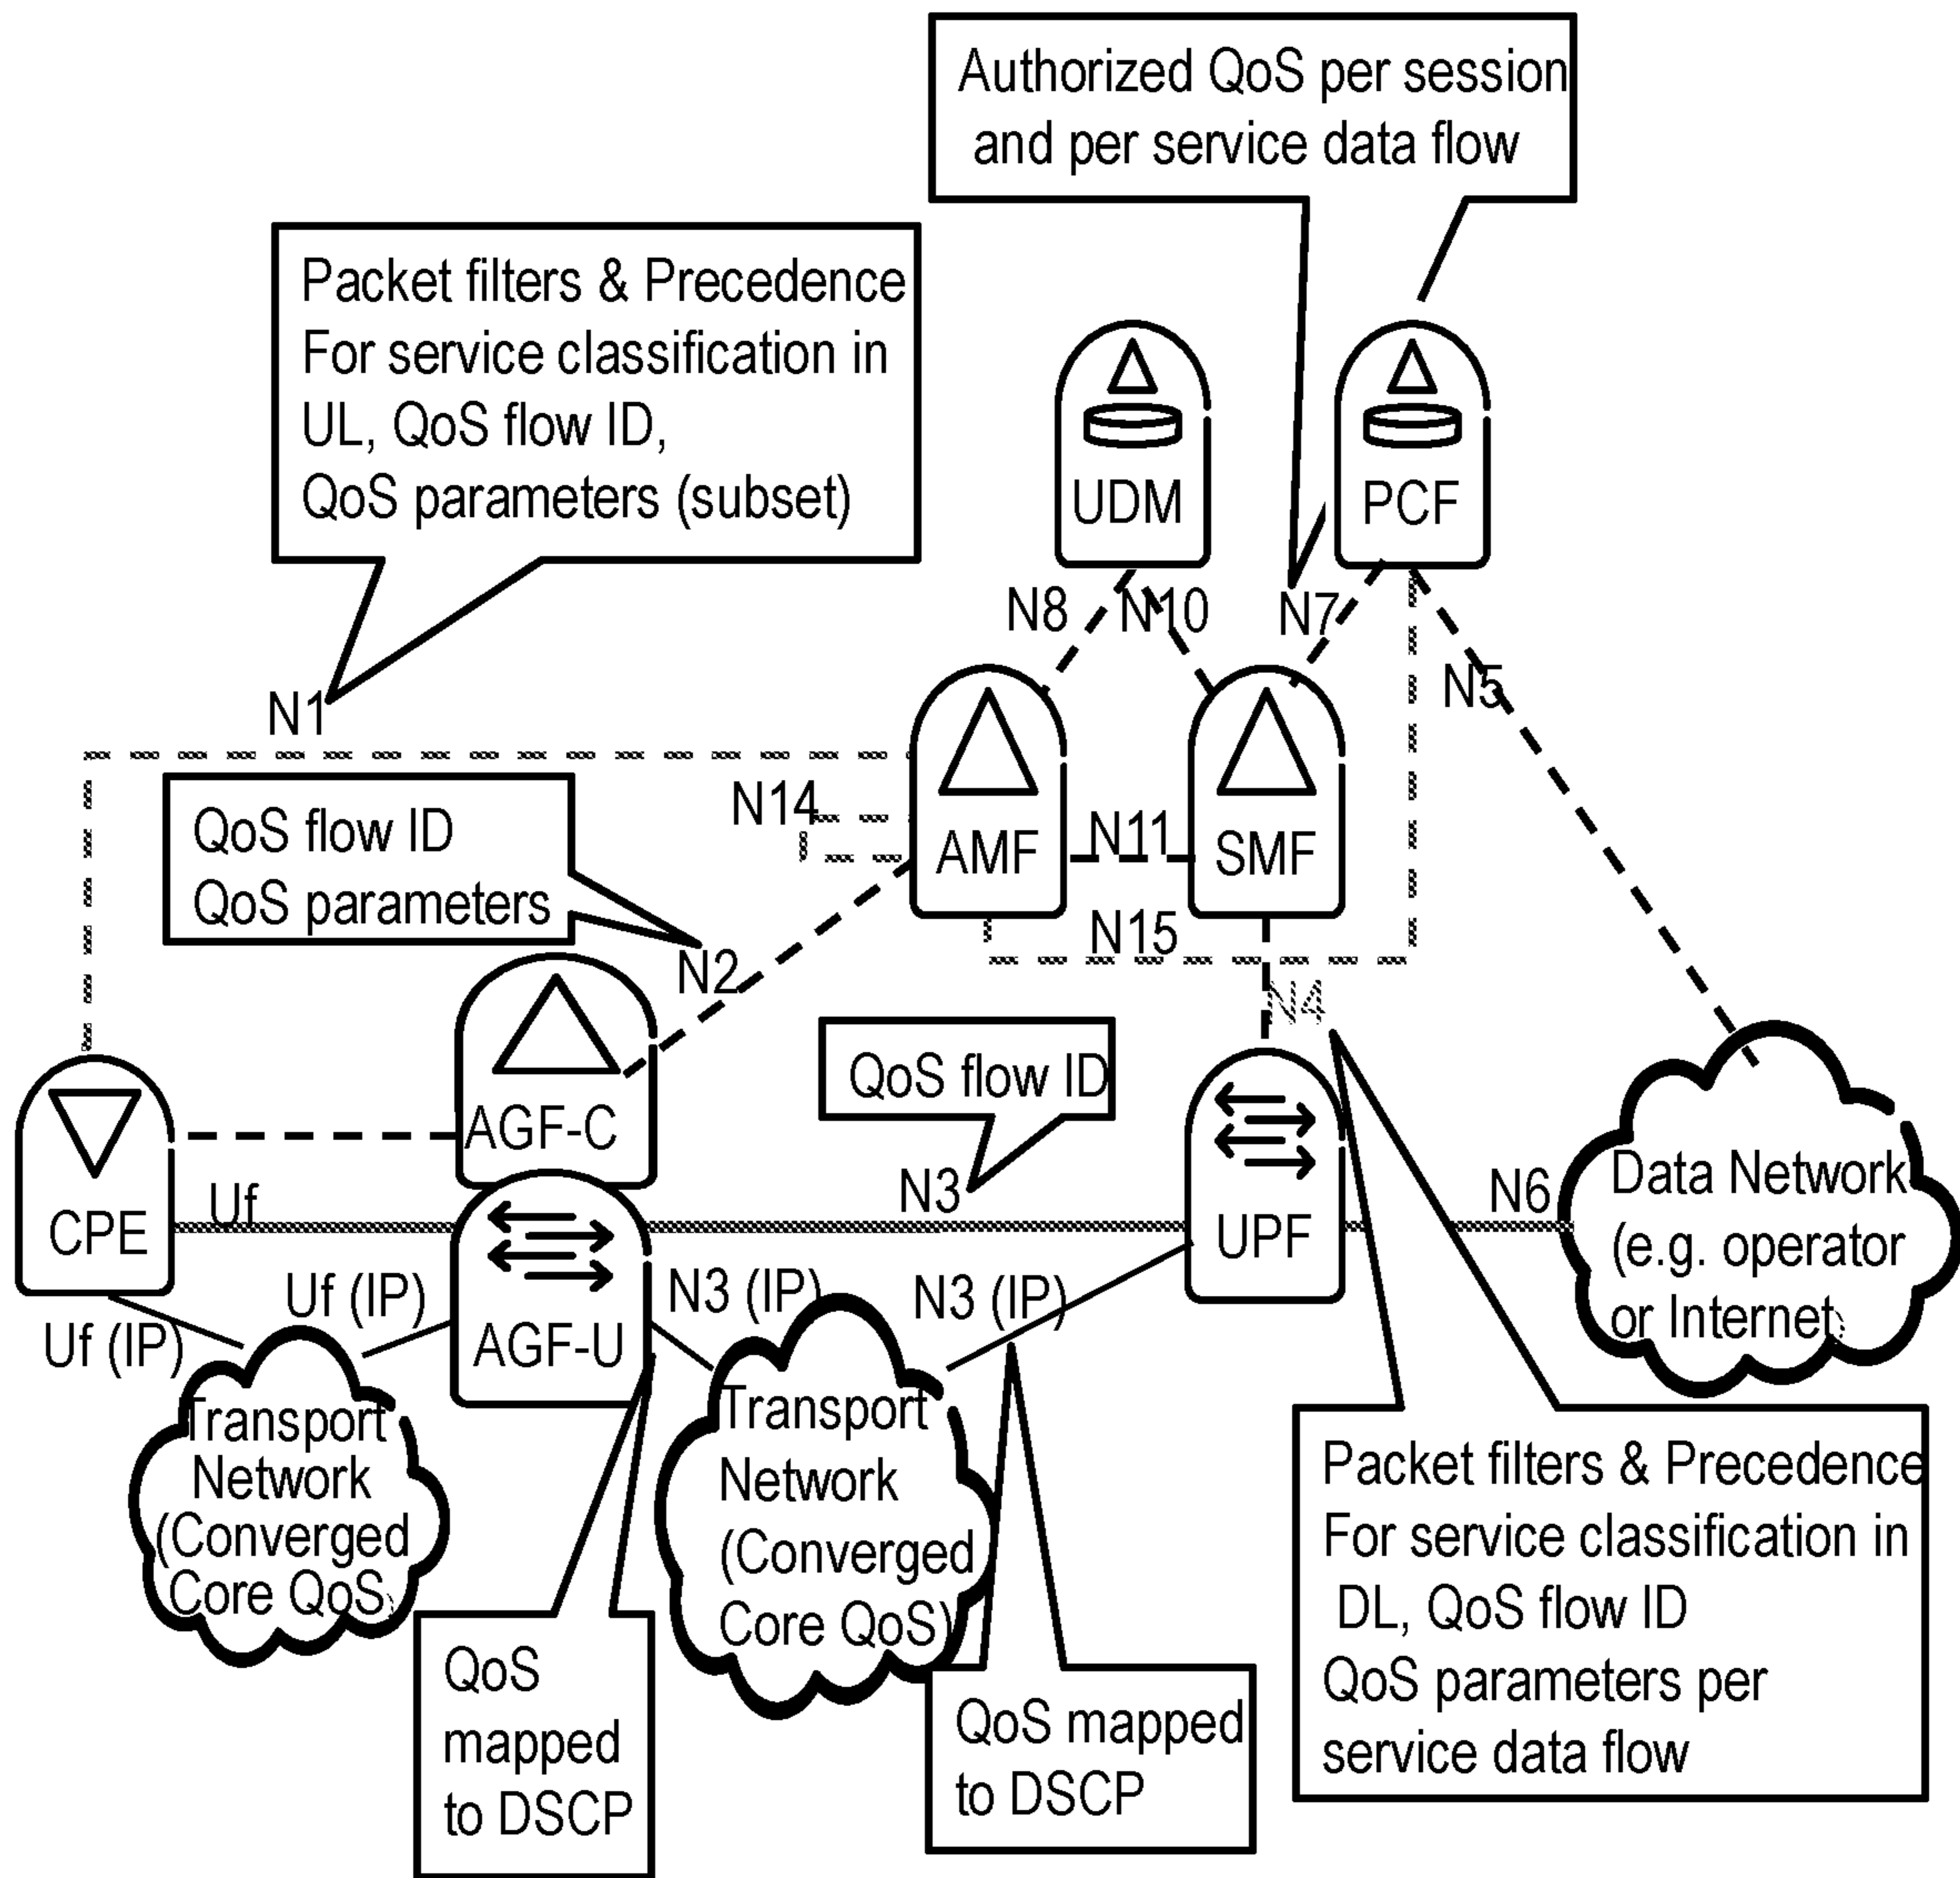 Authorized QoS per session
and per service data flow
Packet filters & Precedence
For service classification in
UL, QoS flow ID,
QoS parameters (subset)
UDM
PCF
N8
N10
N7
N5
N1
N14
QoS flow ID
QoS parameters
AMF
N11
SMF
N15
N2
N4
QoS flow ID
AGF-C
CPE
Uf
N3
UPF
N6
Data Network
(e.g. operator
or Internet)
Uf (IP)
Uf (IP)
AGF-U
N3 (IP)
N3 (IP)
Transport
Network
(Converged
Core QoS)
Transport
Network
(Converged
Core QoS)
QoS
mapped
to DSCP
QoS mapped
to DSCP
Packet filters & Precedence
For service classification in
DL, QoS flow ID
QoS parameters per
service data flow